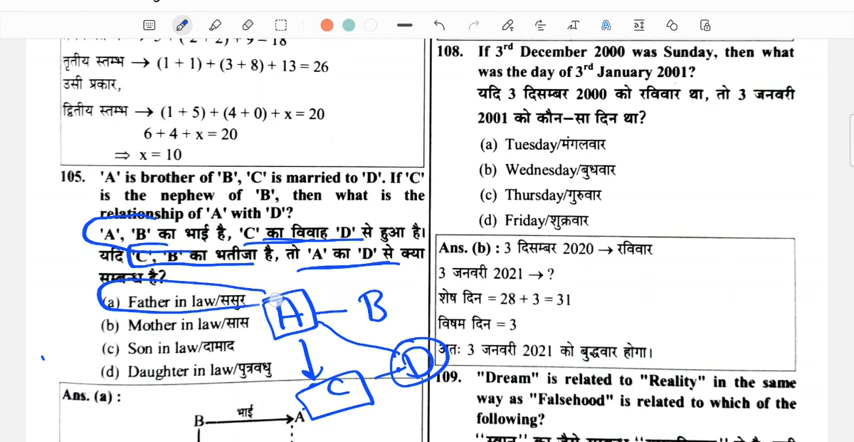 तृतीय स्तम्भ → (1 + 1) + (3 + 8) + 13 = 26
उसी प्रकार,
द्वितीय स्तम्भ → (1 + 5) + (4 + 0) + x = 20
6 + 4 + x = 20
⇒ x = 10
105. 'A' is brother of 'B', 'C' is married to 'D'. If 'C'
is the nephew of 'B', then what is the
relationship of 'A' with 'D'?
'A', 'B' का भाई है, 'C' का विवाह 'D' से हुआ है।
यदि 'C', 'B' का भतीजा है, तो 'A' का 'D' से क्या
सम्बन्ध है?
(a) Father in law/ससुर
(b) Mother in law/सास
(c) Son in law/दामाद
(d) Daughter in law/पुत्रवधु
A B
C D
Ans. (a) :
B भाई A
108. If 3rd December 2000 was Sunday, then what
was the day of 3rd January 2001?
यदि 3 दिसम्बर 2000 को रविवार था, तो 3 जनवरी
2001 को कौन-सा दिन था?
(a) Tuesday/मंगलवार
(b) Wednesday/बुधवार
(c) Thursday/गुरुवार
(d) Friday/शुक्रवार
Ans. (b) : 3 दिसम्बर 2020 → रविवार
3 जनवरी 2021 → ?
शेष दिन = 28 + 3 = 31
विषम दिन = 3
अतः 3 जनवरी 2021 को बुद्धवार होगा।
109. "Dream" is related to "Reality" in the same
way as "Falsehood" is related to which of the
following?